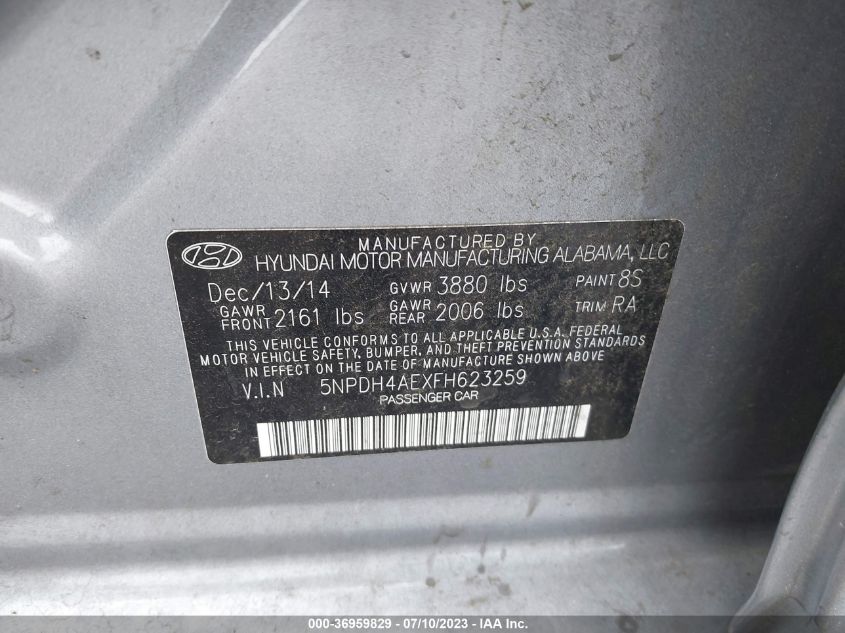 MANUFACTURED BY
HYUNDAI MOTOR MANUFACTURING ALABAMA, LLC
Dec/13/14 GVWR 3880 lbs PAINT 8S
GAWR FRONT 2161 lbs GAWR REAR 2006 lbs TRIM RA
THIS VEHICLE CONFORMS TO ALL APPLICABLE U.S.A. FEDERAL
MOTOR VEHICLE SAFETY, BUMPER, AND THEFT PREVENTION STANDARDS
IN EFFECT ON THE DATE OF MANUFACTURE SHOWN ABOVE
V.I.N 5NPDH4AEXFH623259
PASSENGER CAR
000-36959829 - 07/10/2023 - IAA Inc.